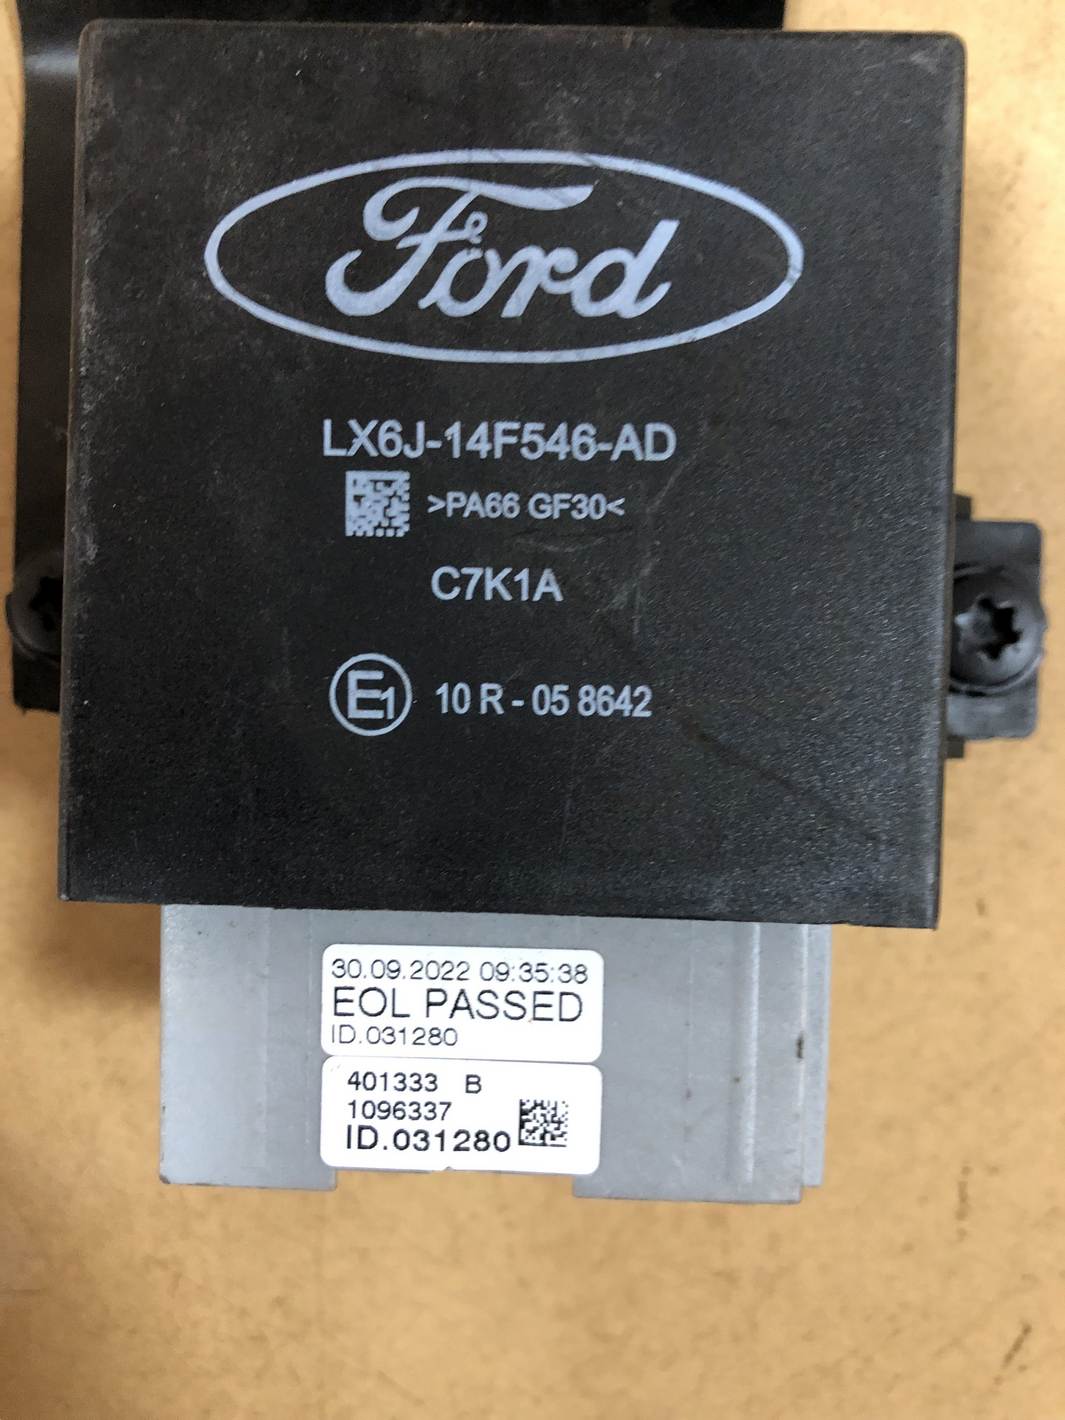 Ford
LX6J-14F546-AD
>PA66 GF30<
C7K1A
E1 10 R - 05 8642
30.09.2022 09:35:38
EOL PASSED
ID.031280
401333 B
1096337
ID.031280